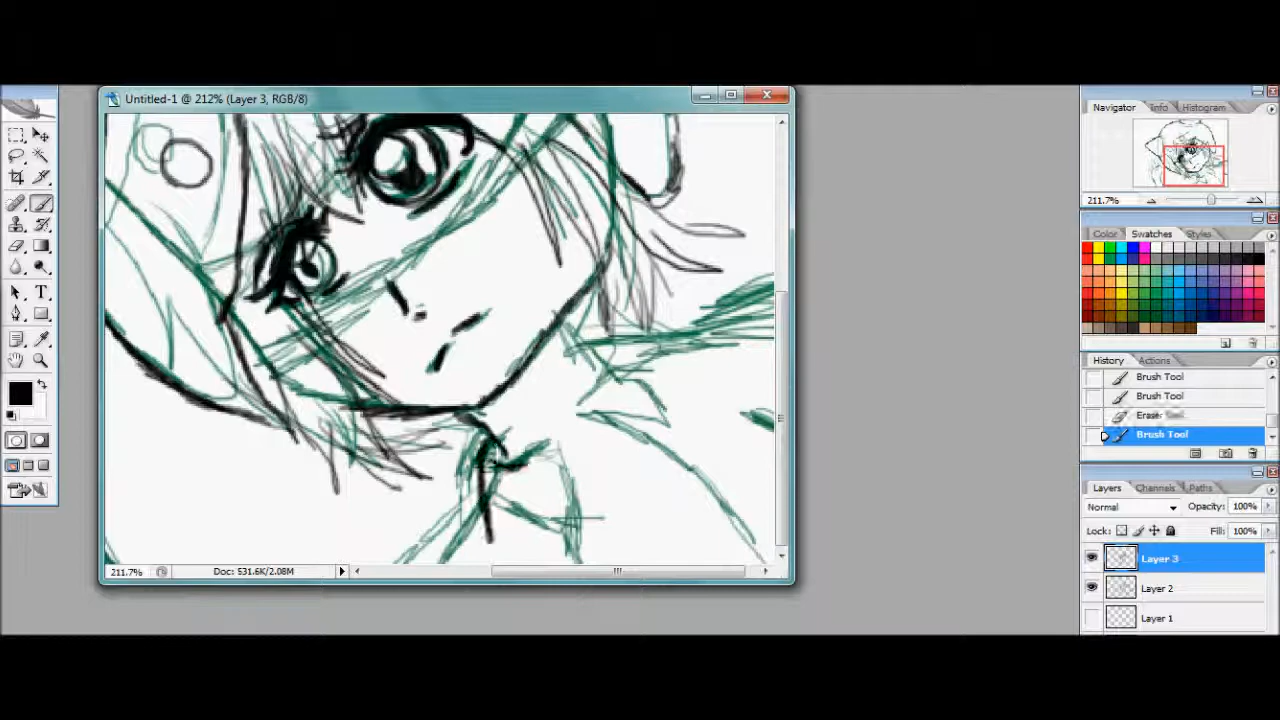 Untitled-1 @ 212% (Layer 3, RGB/8)
Navigator Info Histogram
211.7%
Color Swatches Styles
History Actions
Brush Tool
Brush Tool
Eraser Tool
Brush Tool
Layers Channels Paths
Normal Opacity: 100%
Lock: Fill: 100%
Layer 3
Layer 2
Layer 1
211.7% Doc: 531.6K/2.08M